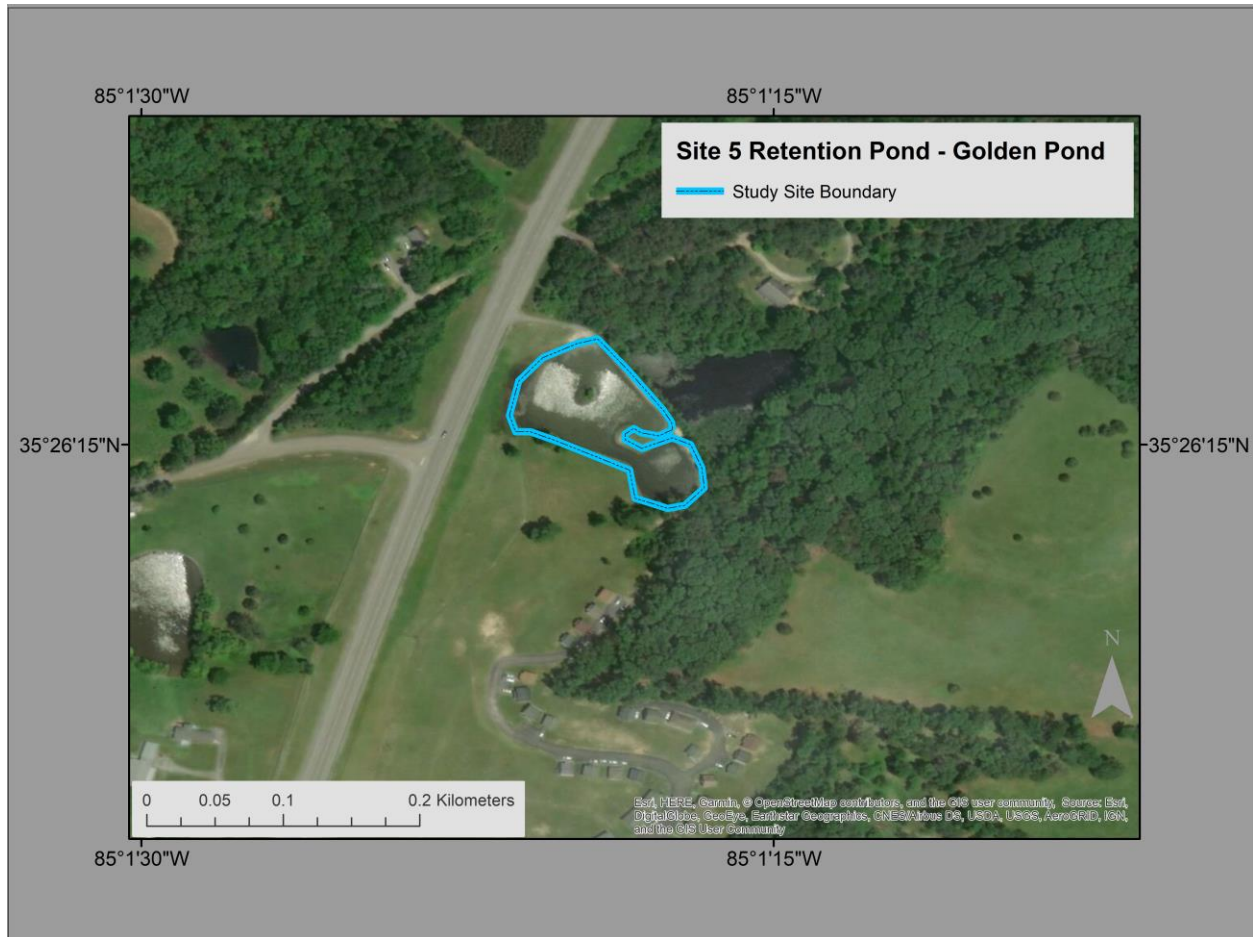 85°1'30"W 85°1'15"W
Site 5 Retention Pond - Golden Pond
Study Site Boundary
35°26'15"N 35°26'15"N
N
0 0.05 0.1 0.2 Kilometers
Esri, HERE, Garmin, © OpenStreetMap contributors, and the GIS user community, Source: Esri,
DigitalGlobe, GeoEye, Earthstar Geographics, CNES/Airbus DS, USDA, USGS, AeroGRID, IGN,
and the GIS User Community
85°1'30"W 85°1'15"W